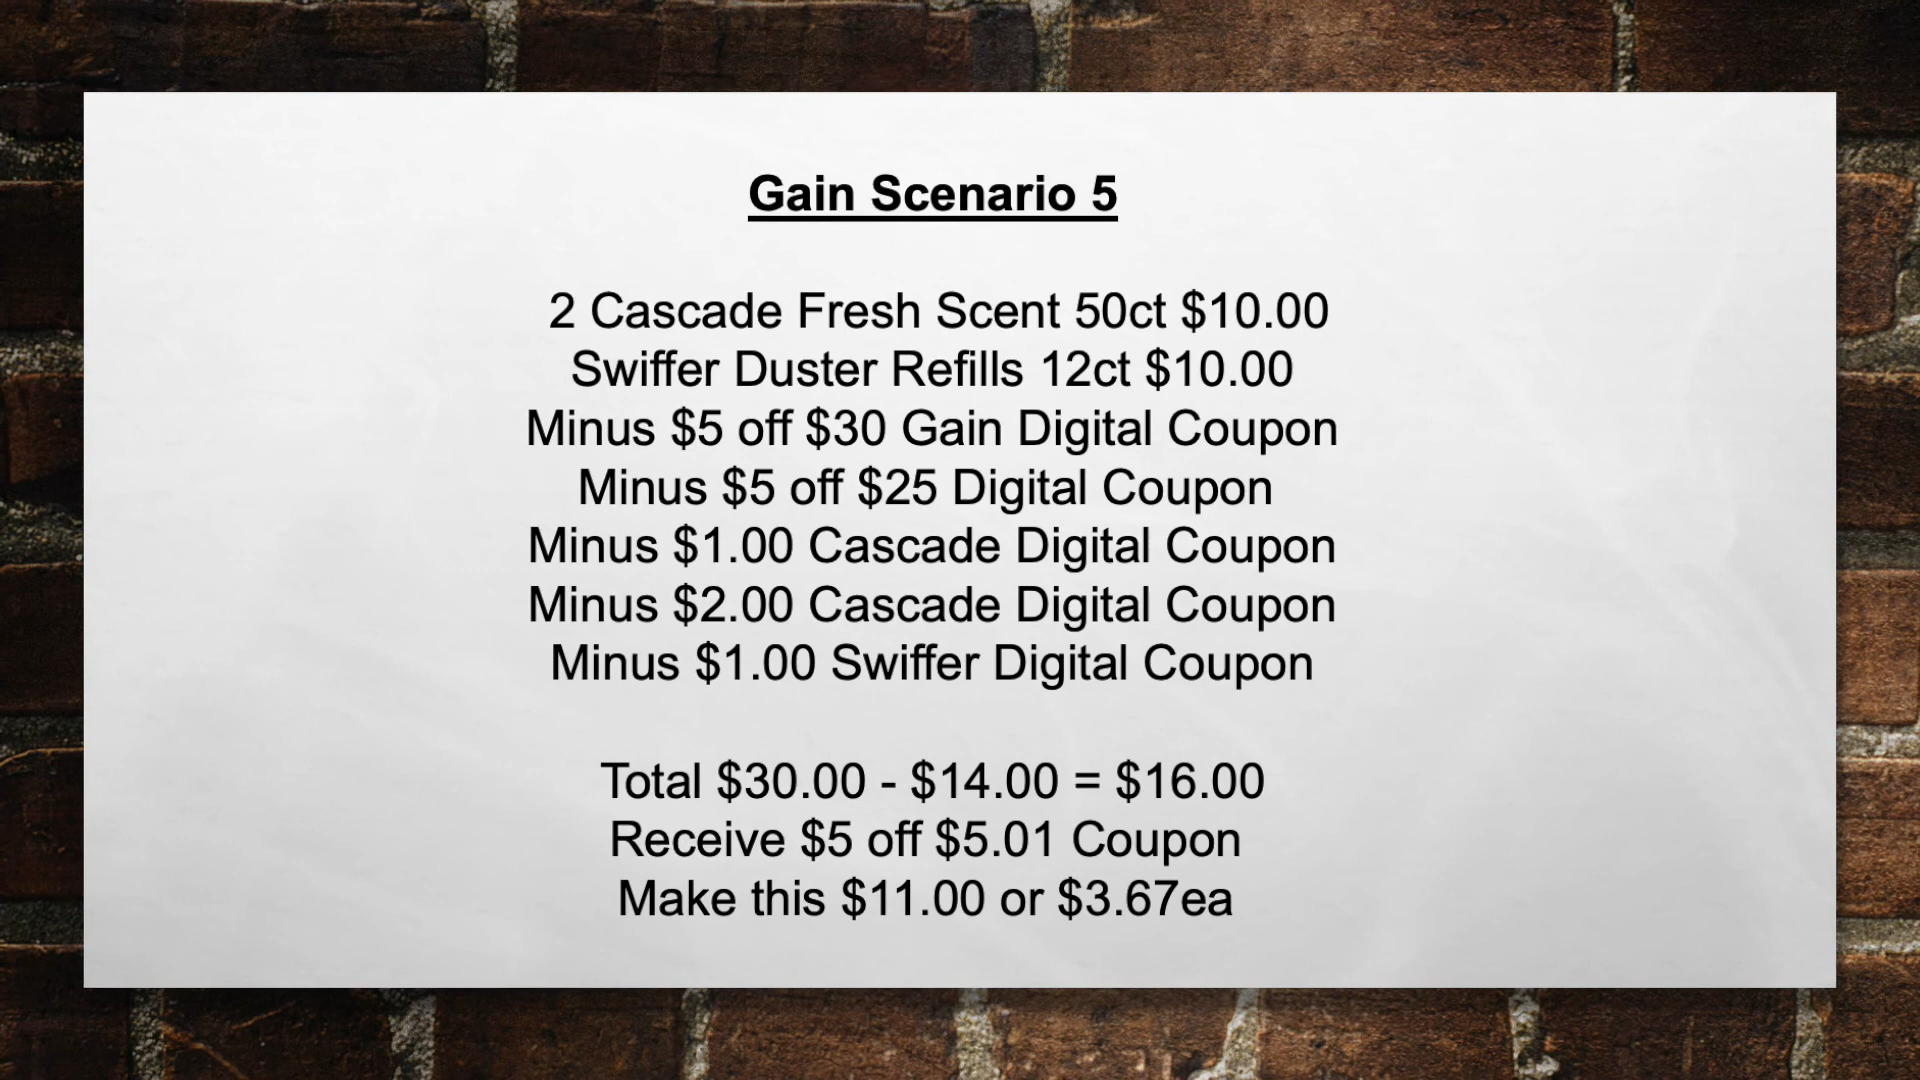 Gain Scenario 5
2 Cascade Fresh Scent 50ct $10.00
Swiffer Duster Refills 12ct $10.00
Minus $5 off $30 Gain Digital Coupon
Minus $5 off $25 Digital Coupon
Minus $1.00 Cascade Digital Coupon
Minus $2.00 Cascade Digital Coupon
Minus $1.00 Swiffer Digital Coupon
Total $30.00 - $14.00 = $16.00
Receive $5 off $5.01 Coupon
Make this $11.00 or $3.67ea